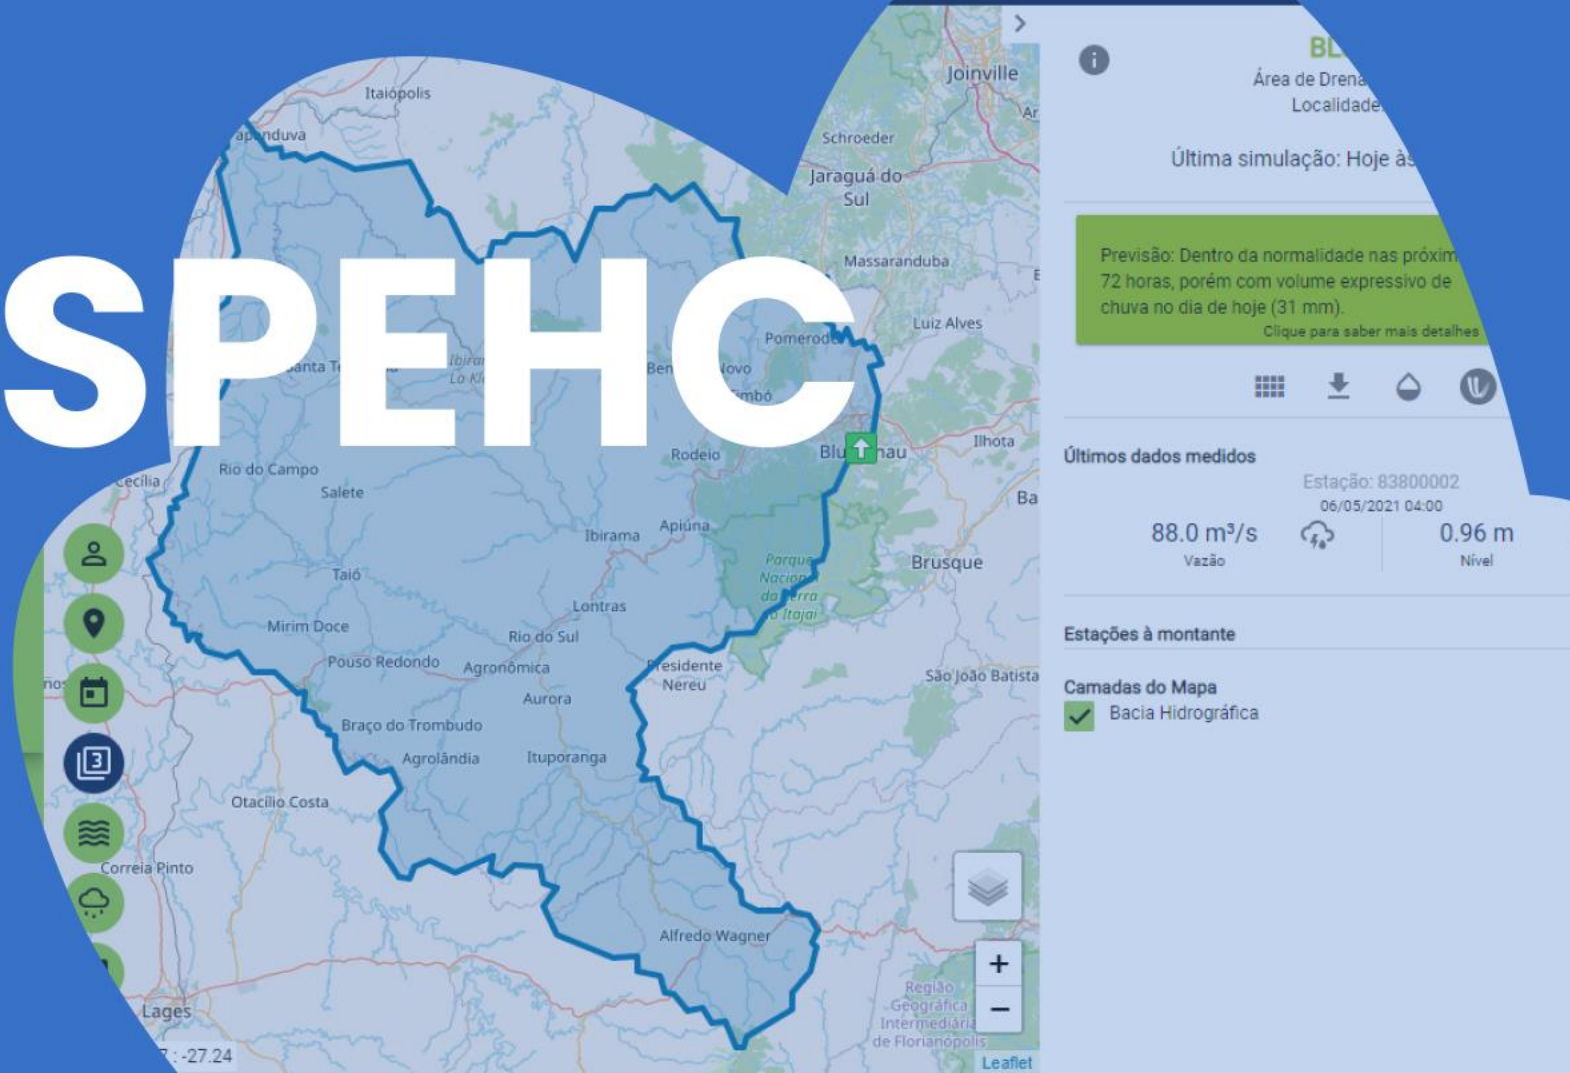 SPEHC
Itaiópolis
Joinville
Schroeder
Jaraguá do
Sul
Massaranduba
Luiz Alves
Ilhota
Rodeio
Rio do Campo
Salete
Ibirama
Apiúna
Brusque
Taió
Parque
Lontras
Mirim Doce
Rio do Sul
Pouso Redondo
Agronômica
Nereu
São João Batista
Aurora
Braço do Trombudo
Agrolândia
Ituporanga
Otacílio Costa
Correia Pinto
Alfredo Wagner
Lages
Região
Geográfica
Intermediária
de Florianópolis
-27.24
+
−
Leaflet
3
i
Área de Drena
Localidade:
Última simulação: Hoje às
Previsão: Dentro da normalidade nas próxim
72 horas, porém com volume expressivo de
chuva no dia de hoje (31 mm).
Clique para saber mais detalhes
Últimos dados medidos
Estação: 83800002
06/05/2021 04:00
88.0 m³/s
0.96 m
Vazão
Nível
Estações à montante
Camadas do Mapa
Bacia Hidrográfica